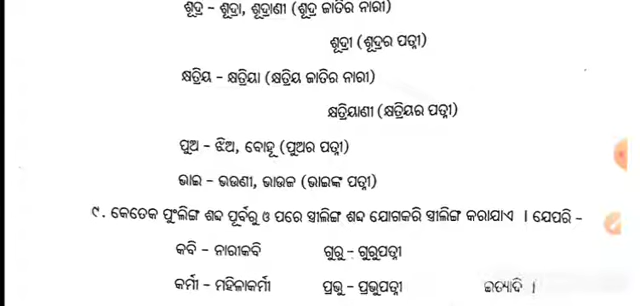 ଶୂଦ୍ର - ଶୂଦ୍ରା, ଶୂଦ୍ରାଣୀ (ଶୂଦ୍ର ଜାତିର ନାରୀ)
ଶୂଦ୍ରୀ (ଶୂଦ୍ରର ପତ୍ନୀ)
କ୍ଷତ୍ରିୟ - କ୍ଷତ୍ରିୟା (କ୍ଷତ୍ରିୟ ଜାତିର ନାରୀ)
କ୍ଷତ୍ରିୟାଣୀ (କ୍ଷତ୍ରିୟର ପତ୍ନୀ)
ପୁଅ - ଝିଅ, ବୋହୂ (ପୁଅର ପତ୍ନୀ)
ଭାଇ - ଭଉଣୀ, ଭାଉଜ (ଭାଇଙ୍କ ପତ୍ନୀ)
୯. କେତେକ ପୁଂଲିଙ୍ଗ ଶବ୍ଦ ପୂର୍ବରୁ ଓ ପରେ ସ୍ତ୍ରୀଲିଙ୍ଗ ଶବ୍ଦ ଯୋଗକରି ସ୍ତ୍ରୀଲିଙ୍ଗ କରାଯାଏ । ଯେପରି -
କବି - ନାରୀକବି ଗୁରୁ - ଗୁରୁପତ୍ନୀ
କର୍ମୀ - ମହିଳାକର୍ମୀ ପ୍ରଭୁ - ପ୍ରଭୁପତ୍ନୀ ଇତ୍ୟାଦି ।